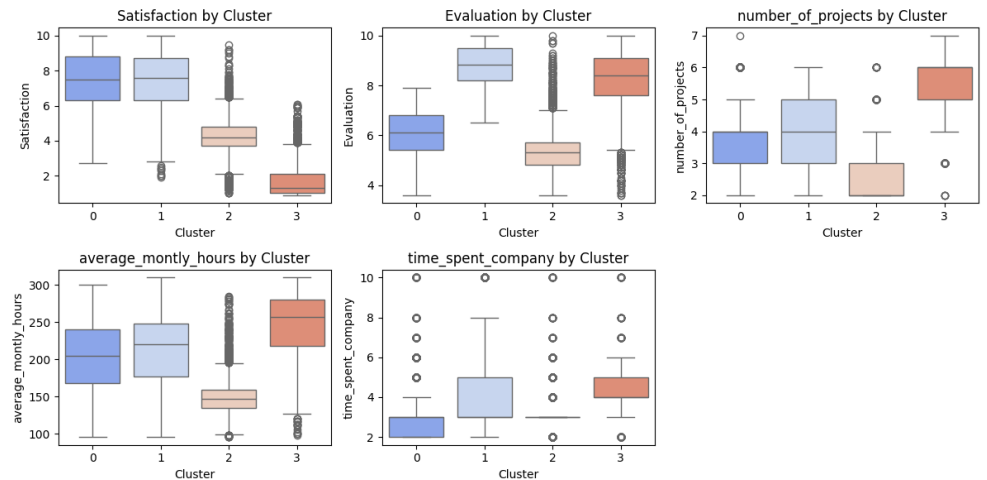 Satisfaction by Cluster
10
8
6
4
2
Satisfaction
0 1 2 3
Cluster
Evaluation by Cluster
10
8
6
4
Evaluation
0 1 2 3
Cluster
number_of_projects by Cluster
7
6
5
4
3
2
number_of_projects
0 1 2 3
Cluster
average_montly_hours by Cluster
300
250
200
150
100
average_montly_hours
0 1 2 3
Cluster
time_spent_company by Cluster
10
8
6
4
2
time_spent_company
0 1 2 3
Cluster